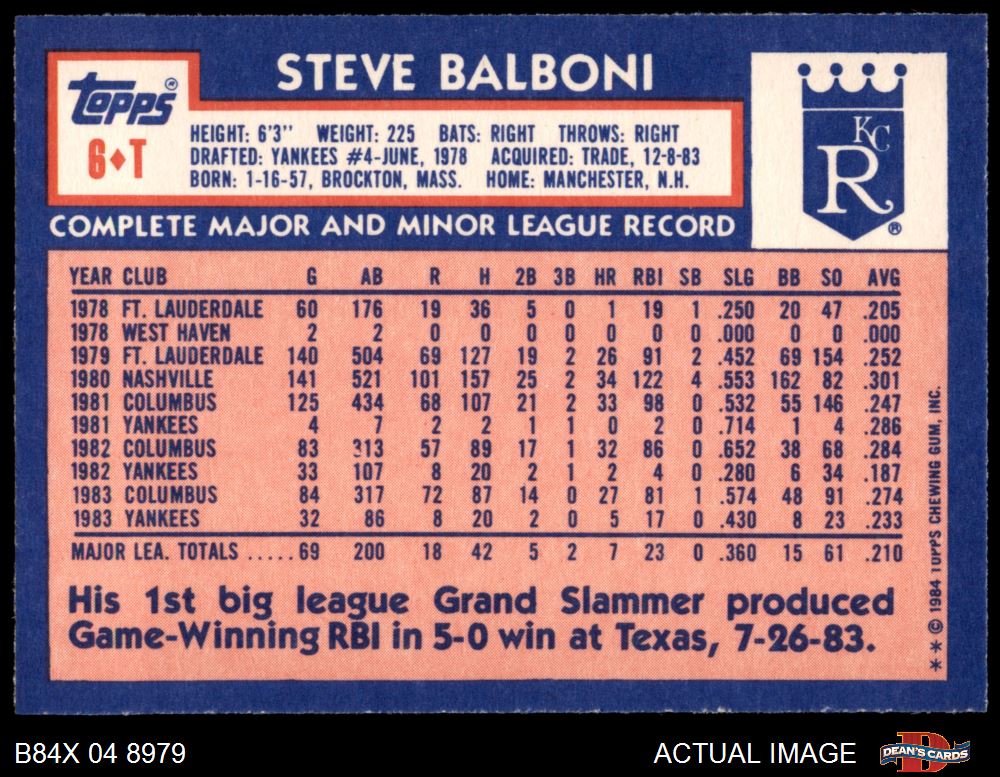 STEVE BALBONI
Topps®
6♦T
HEIGHT: 6'3" WEIGHT: 225 BATS: RIGHT THROWS: RIGHT
DRAFTED: YANKEES #4-JUNE, 1978 ACQUIRED: TRADE, 12-8-83
BORN: 1-16-57, BROCKTON, MASS. HOME: MANCHESTER, N.H.
KC
R
®
COMPLETE MAJOR AND MINOR LEAGUE RECORD
YEAR CLUB G AB R H 2B 3B HR RBI SB SLG BB SO AVG
1978 FT. LAUDERDALE 60 176 19 36 5 0 1 19 1 .250 20 47 .205
1978 WEST HAVEN 2 2 0 0 0 0 0 0 0 .000 0 0 .000
1979 FT. LAUDERDALE 140 504 69 127 19 2 26 91 2 .452 69 154 .252
1980 NASHVILLE 141 521 101 157 25 2 34 122 4 .553 162 82 .301
1981 COLUMBUS 125 434 68 107 21 2 33 98 0 .532 55 146 .247
1981 YANKEES 4 7 2 2 1 1 0 2 0 .714 1 4 .286
1982 COLUMBUS 83 313 57 89 17 1 32 86 0 .652 38 68 .284
1982 YANKEES 33 107 8 20 2 1 2 4 0 .280 6 34 .187
1983 COLUMBUS 84 317 72 87 14 0 27 81 1 .574 48 91 .274
1983 YANKEES 32 86 8 20 2 0 5 17 0 .430 8 23 .233
MAJOR LEA. TOTALS .....69 200 18 42 5 2 7 23 0 .360 15 61 .210
His 1st big league Grand Slammer produced
Game-Winning RBI in 5-0 win at Texas, 7-26-83.
**© 1984 TOPPS CHEWING GUM, INC.
B84X 04 8979
ACTUAL IMAGE
DEAN'S CARDS